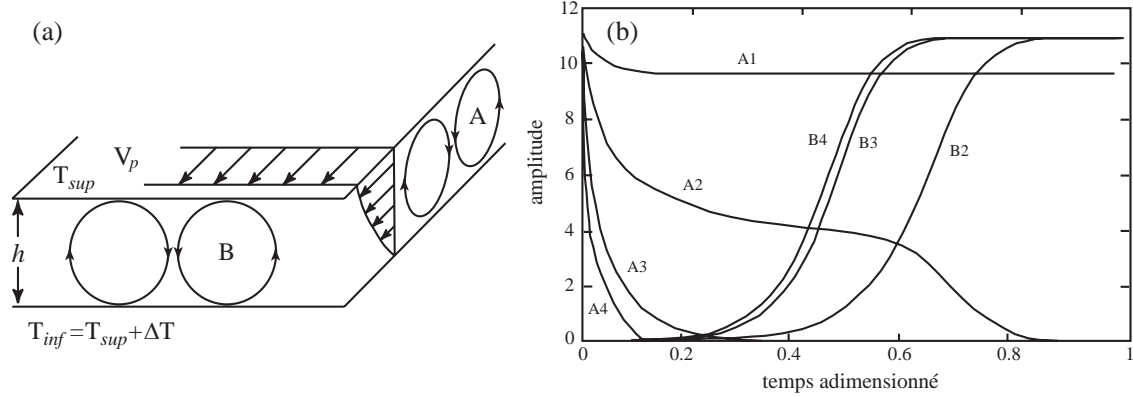 (a)
A
V_p
T_sup
h
B
T_inf = T_sup + ΔT
(b)
12
10
8
6
4
2
0
amplitude
A1
B4
B3
B2
A2
A3
A4
0
0.2
0.4
0.6
0.8
1
temps adimensionné